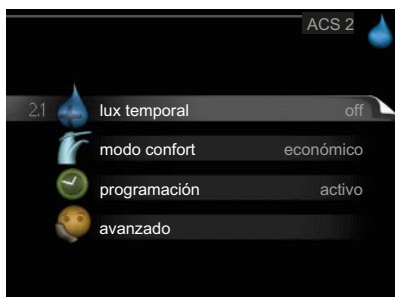 ACS 2
2.1 lux temporal off
modo confort económico
programación activo
avanzado